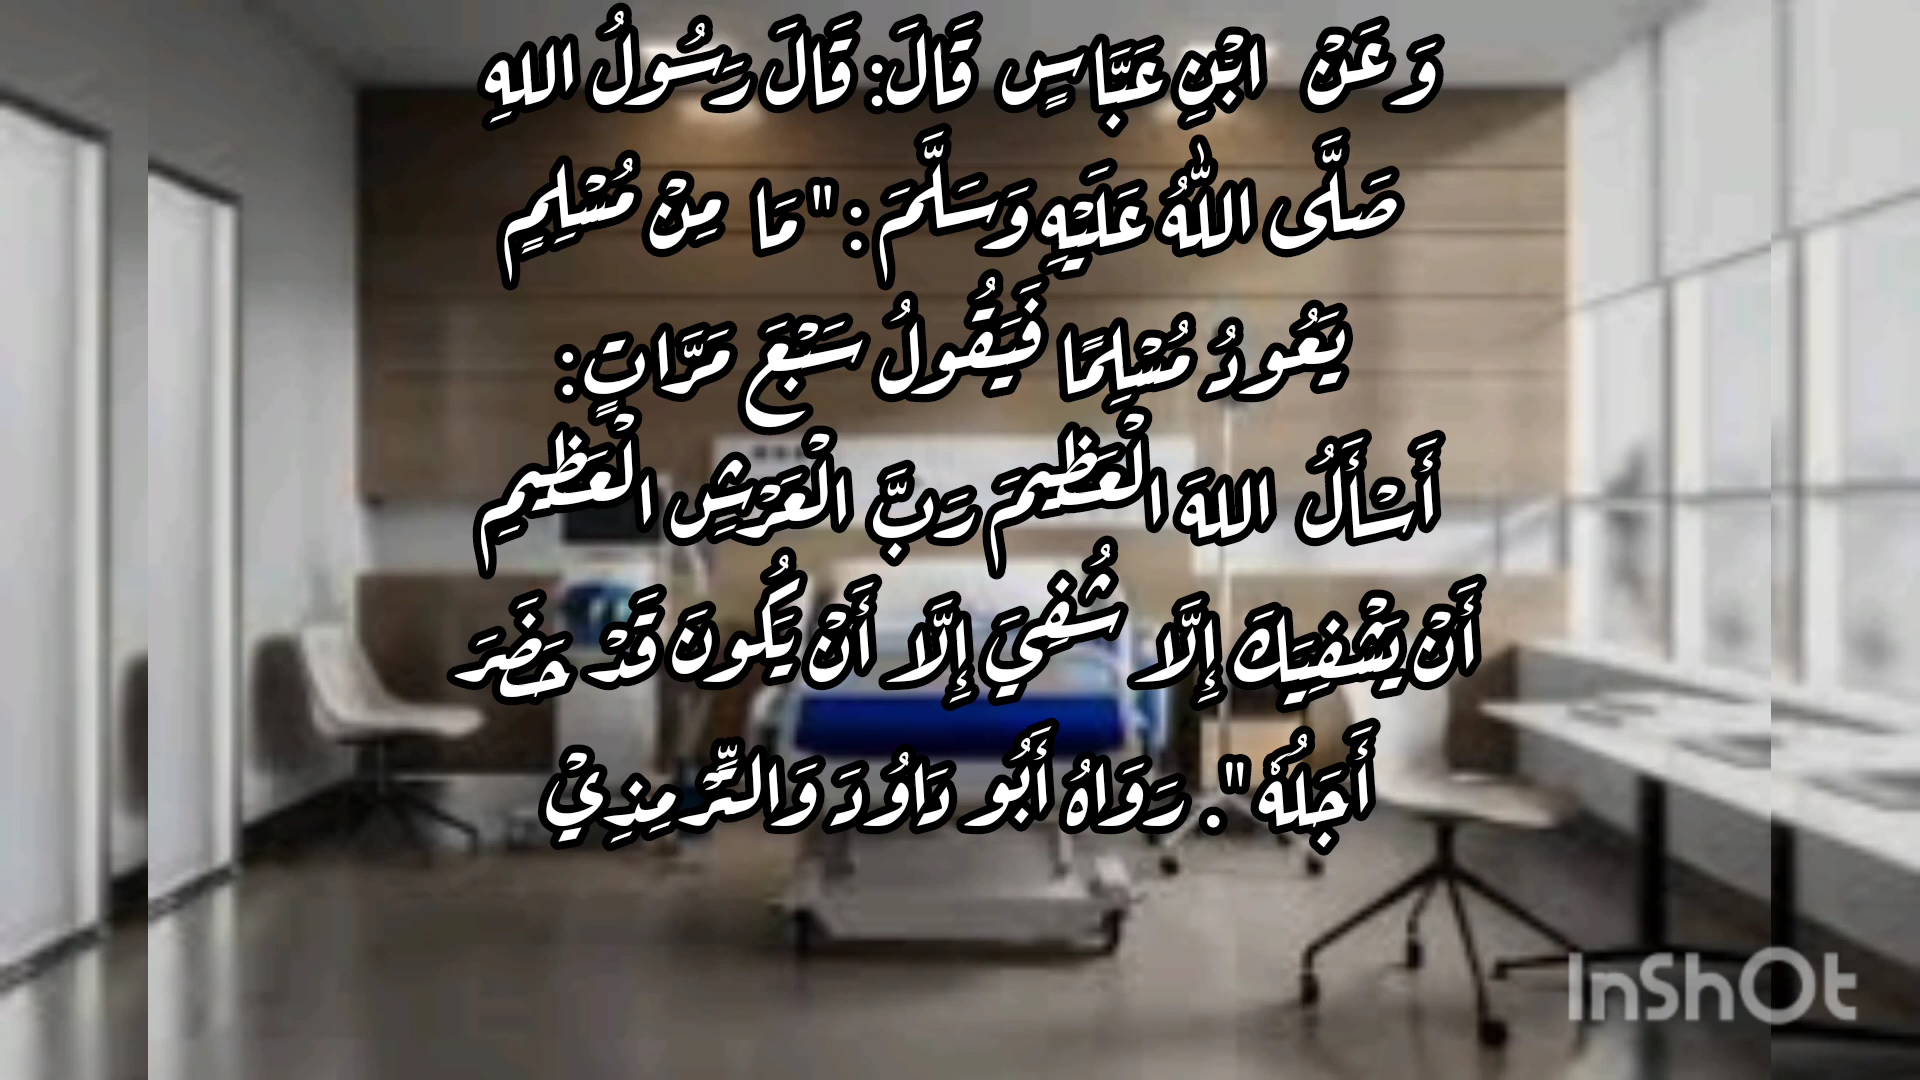 وَعَنْ ابْنِ عَبَّاسٍ قَالَ: قَالَ رَسُولُ اللهِ
صَلَّى اللّٰهُ عَلَيْهِ وَسَلَّمَ: "مَا مِنْ مُسْلِمٍ
يَعُودُ مُسْلِمًا فَيَقُولُ سَبْعَ مَرَّاتٍ:
أَسْأَلُ اللهَ الْعَظِيمَ رَبَّ الْعَرْشِ الْعَظِيمِ
أَنْ يَشْفِيَكَ إِلَّا شُفِيَ إِلَّا أَنْ يَكُونَ قَدْ حَضَرَ
أَجَلُهٗ". رَوَاهُ أَبُو دَاوُدَ وَالتِّرْمِذِيْ
InShOt